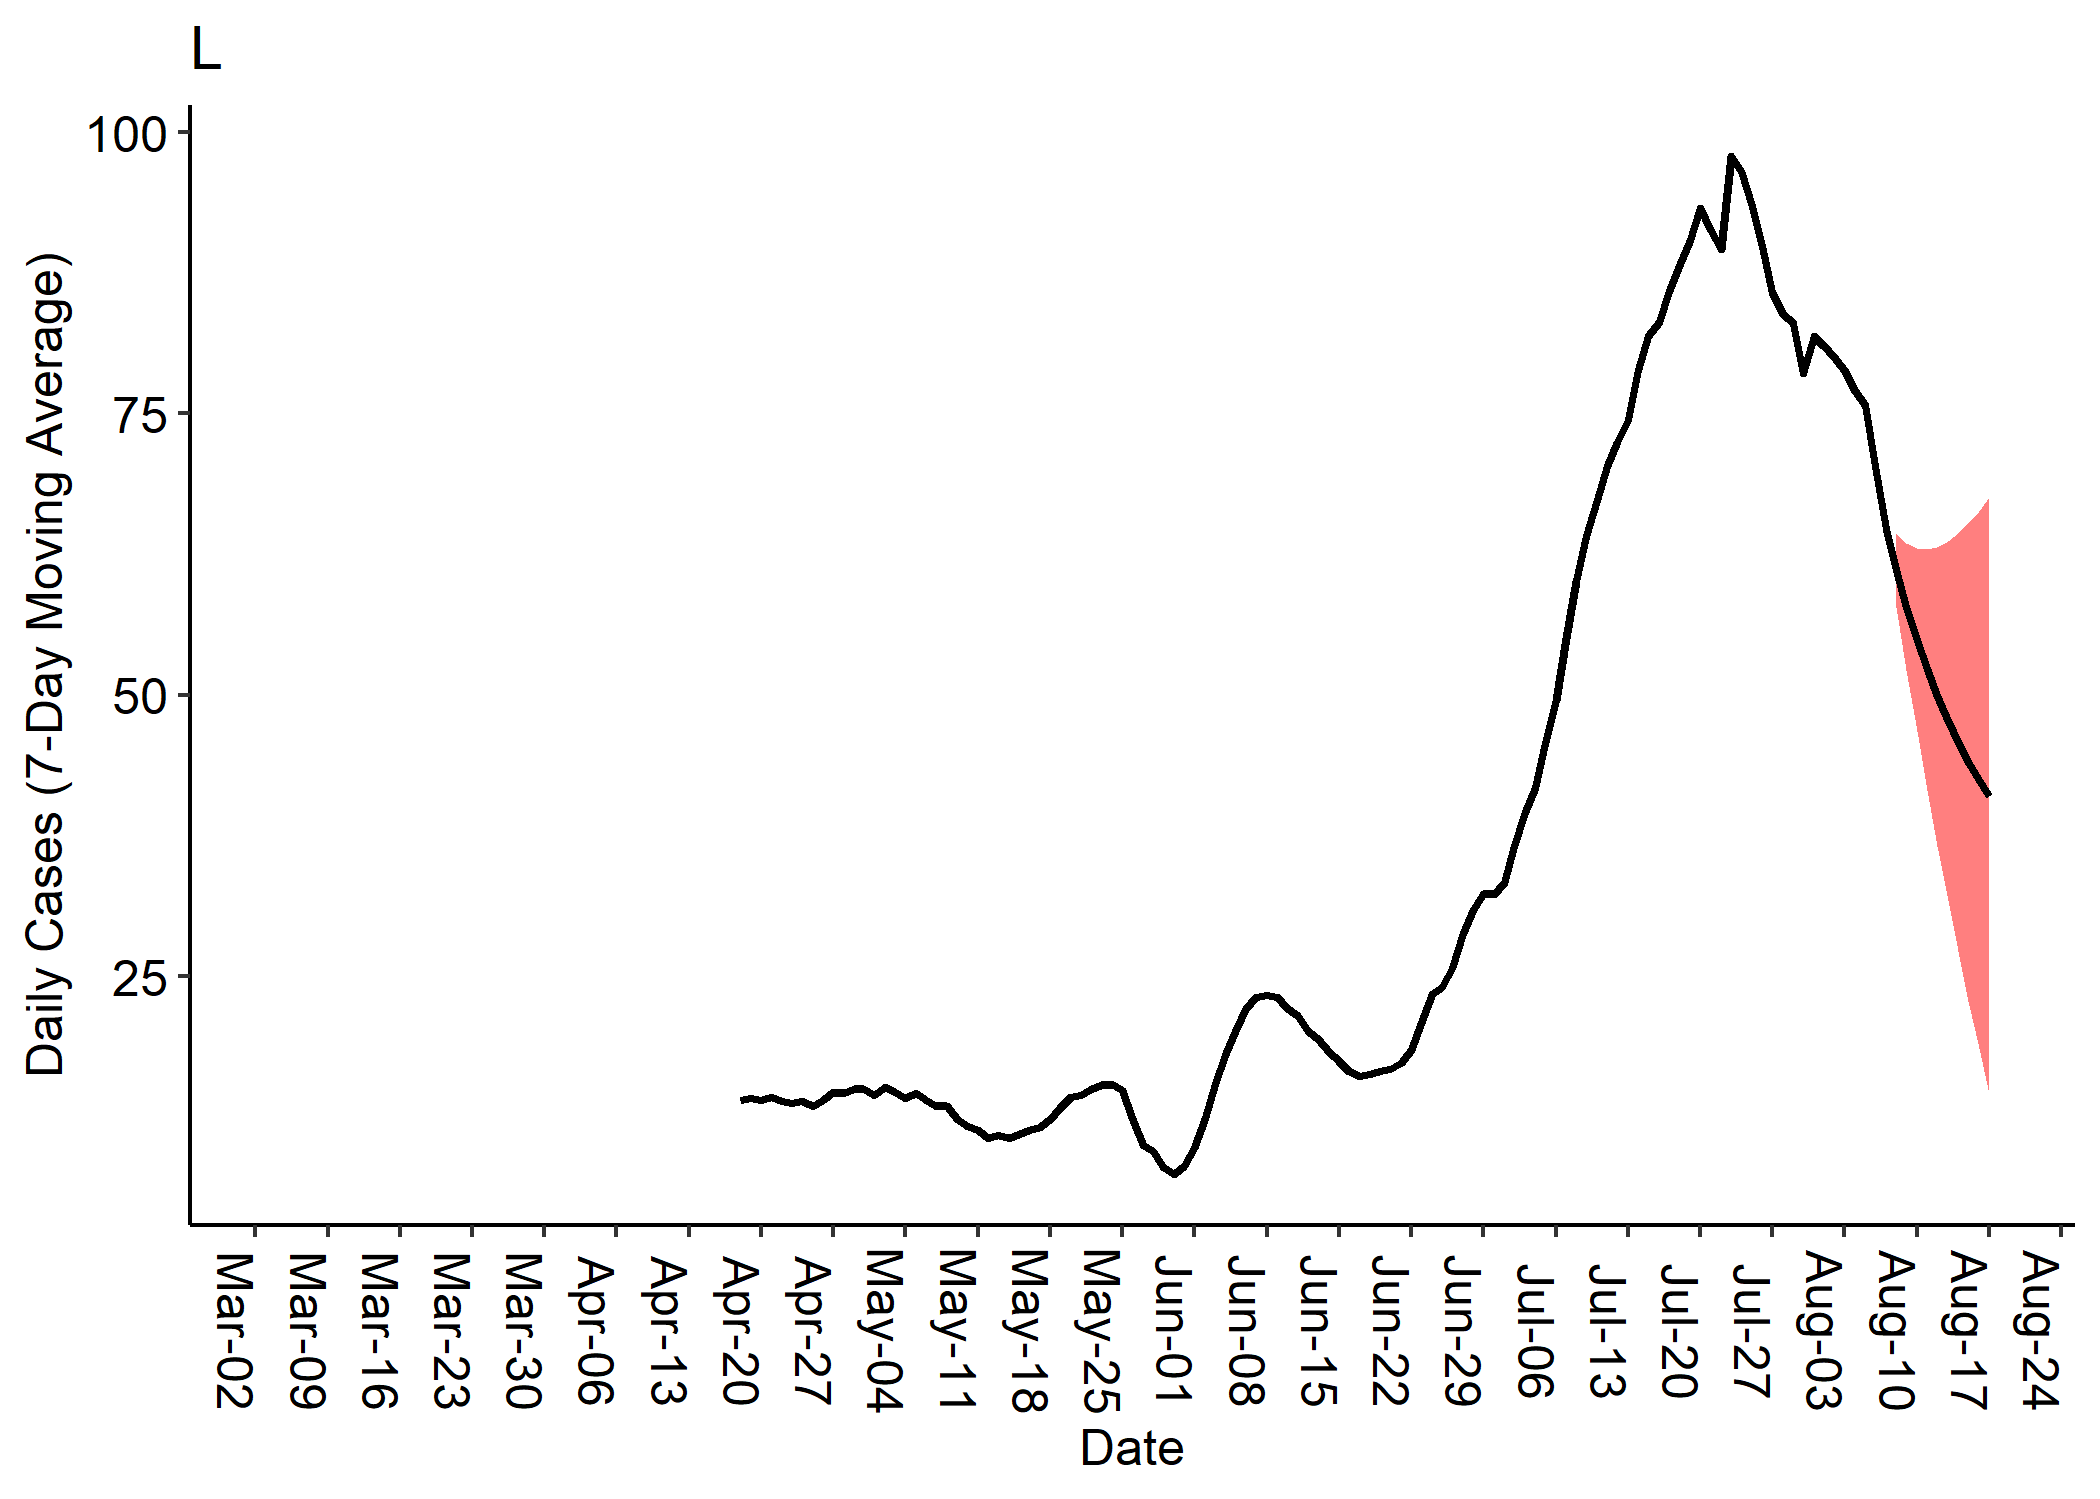 L
Daily Cases (7-Day Moving Average)
100
75
50
25
Mar-02
Mar-09
Mar-16
Mar-23
Mar-30
Apr-06
Apr-13
Apr-20
Apr-27
May-04
May-11
May-18
May-25
Jun-01
Jun-08
Jun-15
Jun-22
Jun-29
Jul-06
Jul-13
Jul-20
Jul-27
Aug-03
Aug-10
Aug-17
Aug-24
Date